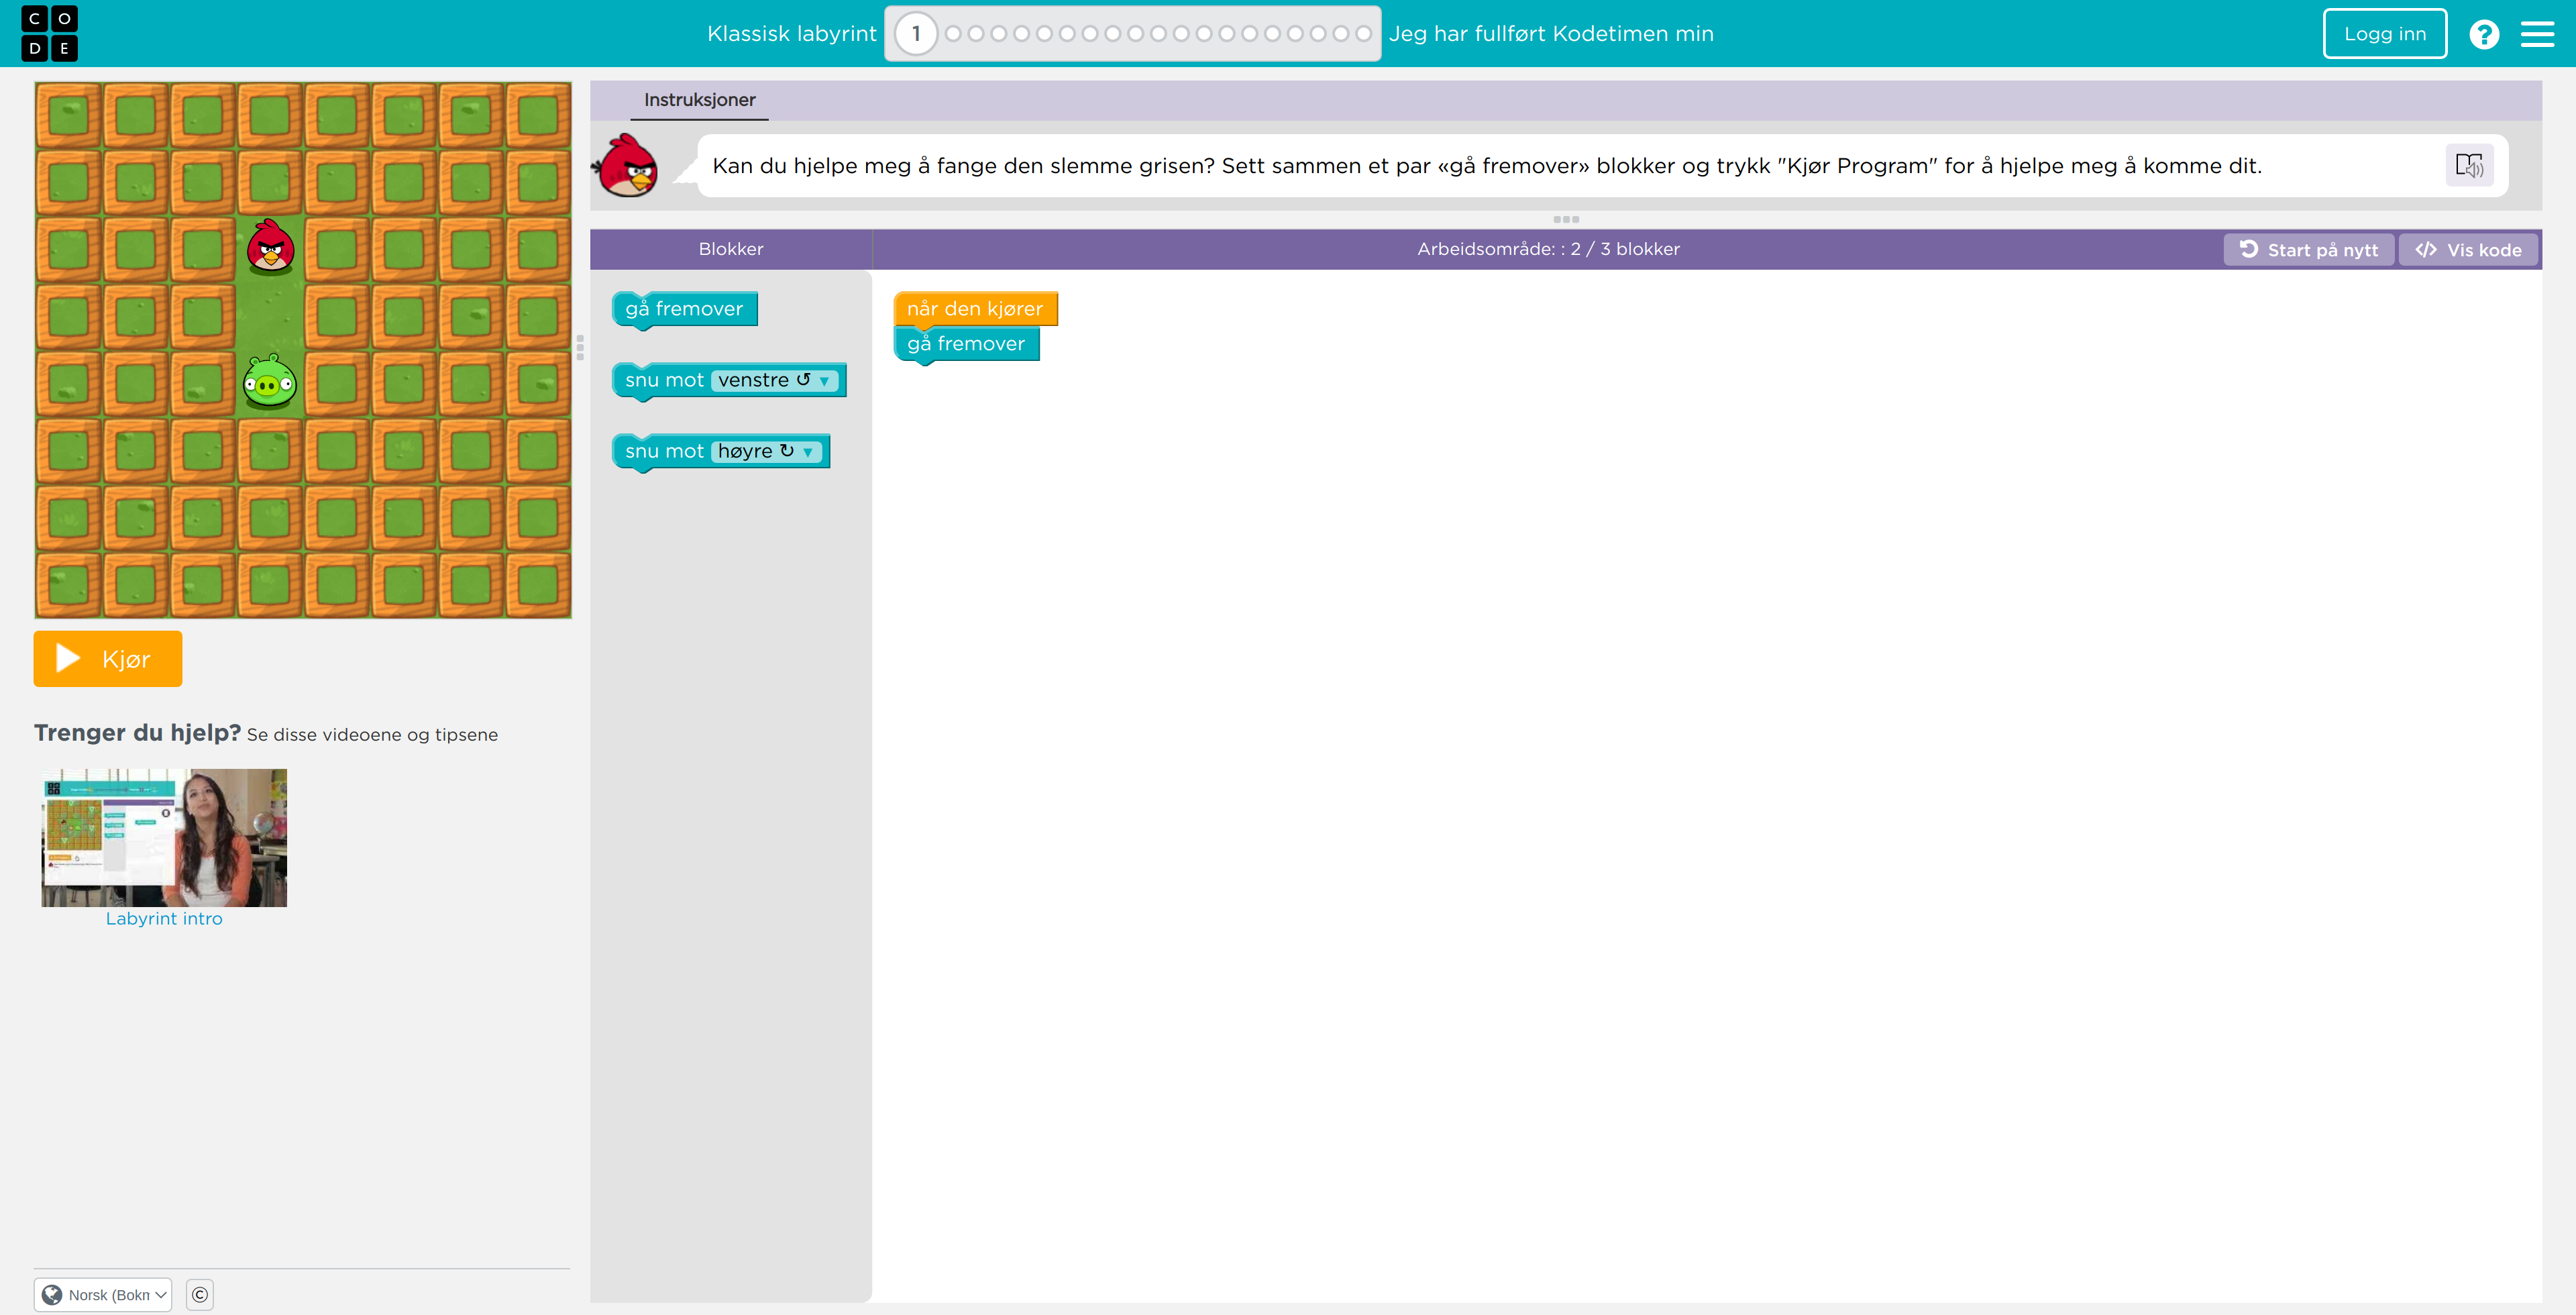 C O
D E
Klassisk labyrint 1 Jeg har fullført Kodetimen min
Logg inn ?
Instruksjoner
Kan du hjelpe meg å fange den slemme grisen? Sett sammen et par «gå fremover» blokker og trykk "Kjør Program" for å hjelpe meg å komme dit.
Blokker
Arbeidsområde: : 2 / 3 blokker
Start på nytt
</> Vis kode
gå fremover
snu mot venstre ↺ ▼
snu mot høyre ↻ ▼
når den kjører
gå fremover
Kjør
Trenger du hjelp? Se disse videoene og tipsene
Labyrint intro
Norsk (Bokn
©